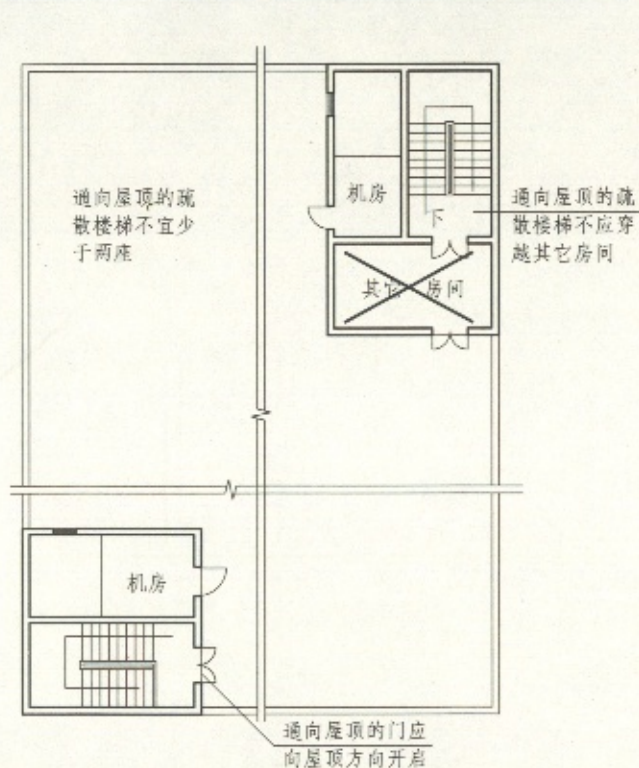 通向屋顶的疏
散楼梯不宜少
于两座
机房
下
通向屋顶的疏
散楼梯不应穿
越其它房间
其它房间
机房
通向屋顶的门应
向屋顶方向开启